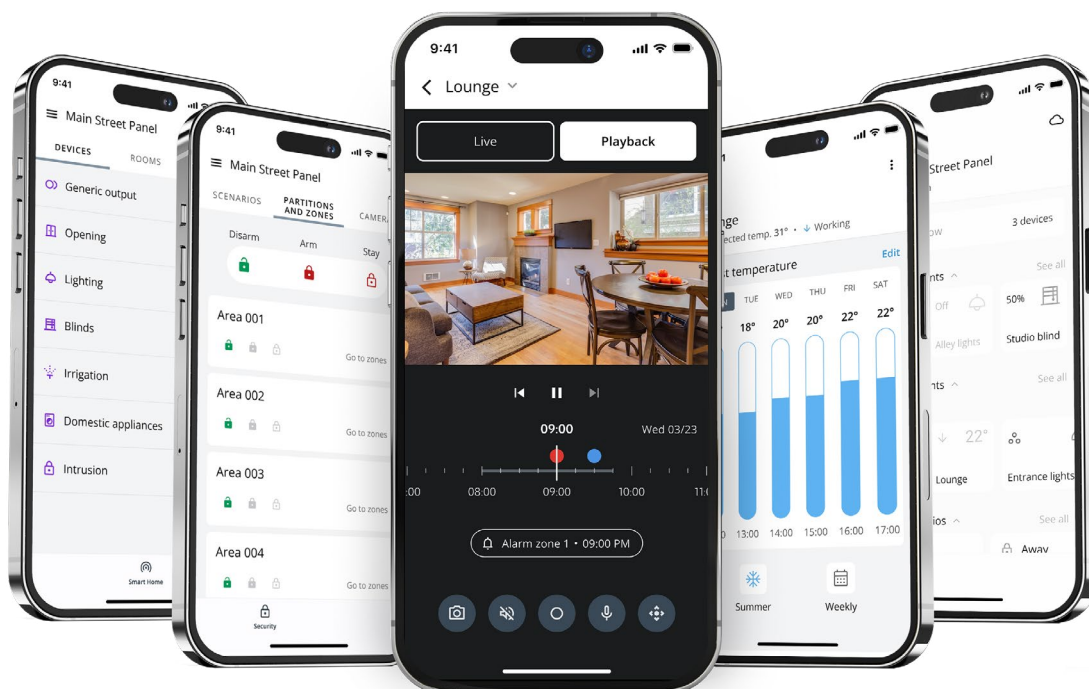 9:41
Main Street Panel
DEVICES ROOMS
Generic output
Opening
Lighting
Blinds
Irrigation
Domestic appliances
Intrusion
Smart Home
9:41
Main Street Panel
SCENARIOS PARTITIONS
AND ZONES
Disarm Arm Stay
Area 001
Go to zones
Area 002
Go to zones
Area 003
Go to zones
Area 004
Go to zones
Security
9:41
Lounge
Live Playback
09:00 Wed 03/23
:00 08:00 09:00 10:00 11:0
Alarm zone 1 • 09:00 PM
temp. 31° • Working
temperature Edit
TUE WED THU FRI SAT
18° 20° 20° 22° 22°
13:00 14:00 15:00 16:00 17:00
Summer Weekly
Street Panel
3 devices
See all
Off 50%
Alley lights Studio blind
See all
22°
Lounge Entrance lights
See all
Away